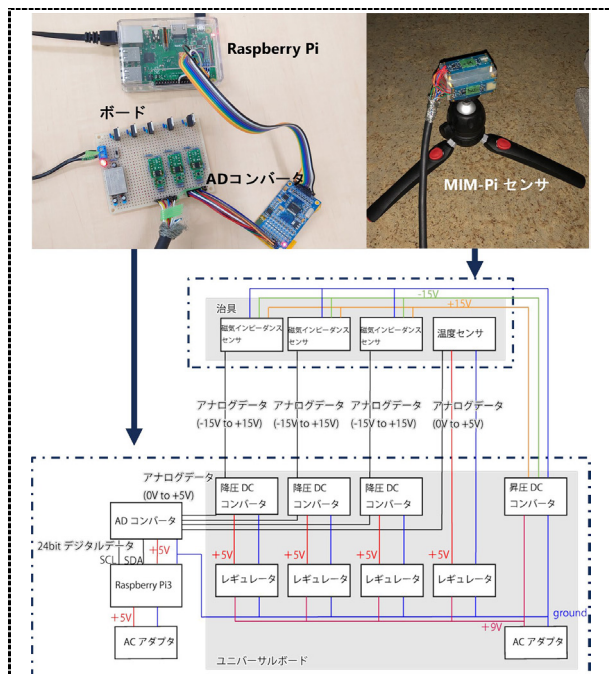 Raspberry Pi
ボード
ADコンバータ
MIM-Pi センサ
-15V
+15V
治具
磁気インピーダンス
センサ
磁気インピーダンス
センサ
磁気インピーダンス
センサ
温度センサ
アナログデータ
(-15V to +15V)
アナログデータ
(-15V to +15V)
アナログデータ
(-15V to +15V)
アナログデータ
(0V to +5V)
アナログデータ
(0V to +5V)
降圧 DC
コンバータ
降圧 DC
コンバータ
降圧 DC
コンバータ
昇圧 DC
コンバータ
AD コンバータ
24bit デジタルデータ
SCL
SDA
+5V
+5V
+5V
+5V
+5V
Raspberry Pi3
レギュレータ
レギュレータ
レギュレータ
レギュレータ
+5V
ground
+9V
AC アダプタ
AC アダプタ
ユニバーサルボード